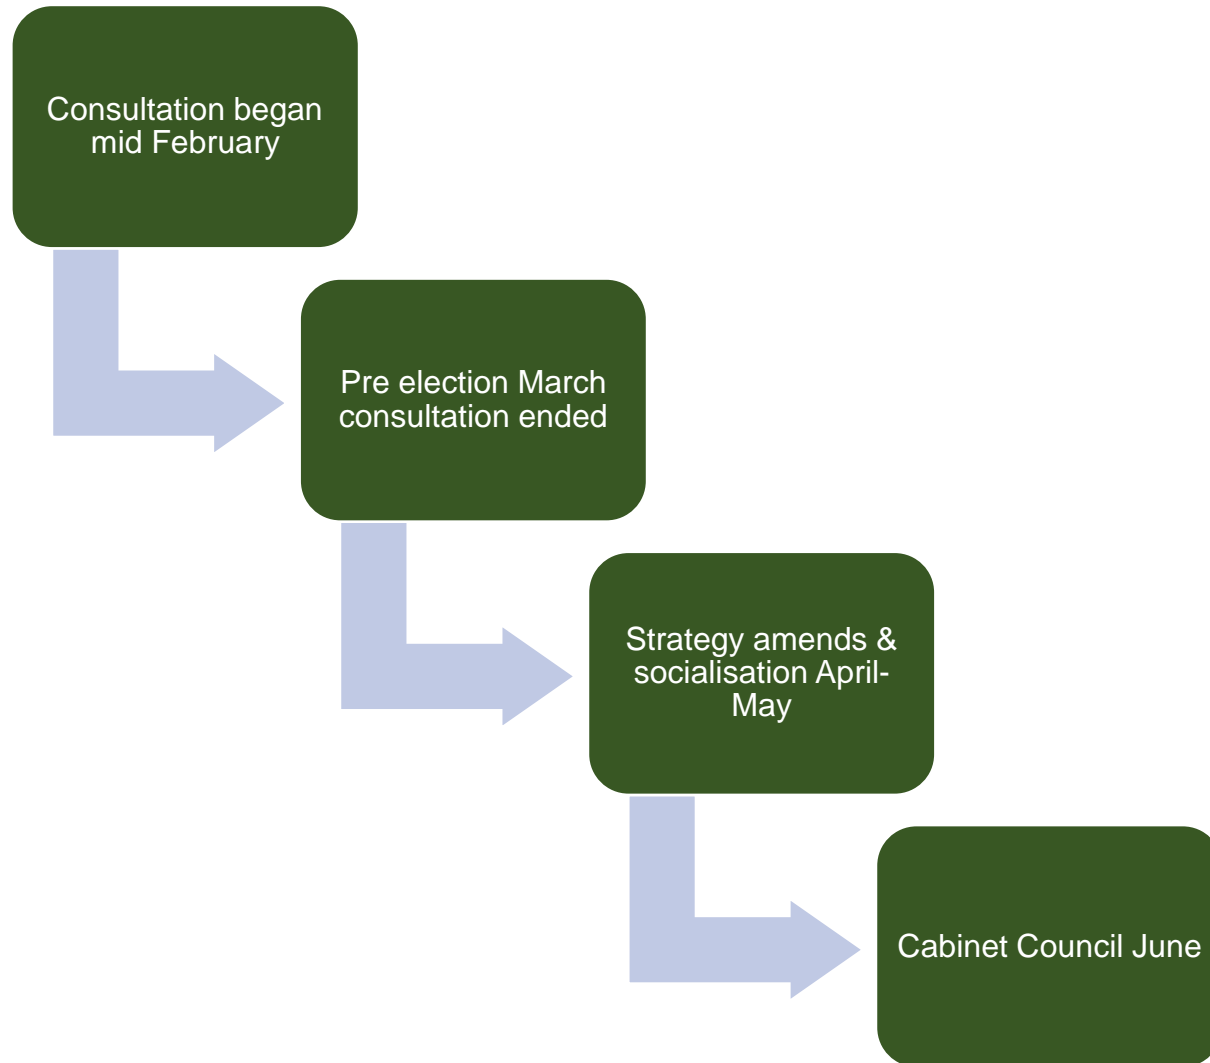 Consultation began
mid February
Pre election March
consultation ended
Strategy amends &
socialisation April-
May
Cabinet Council June